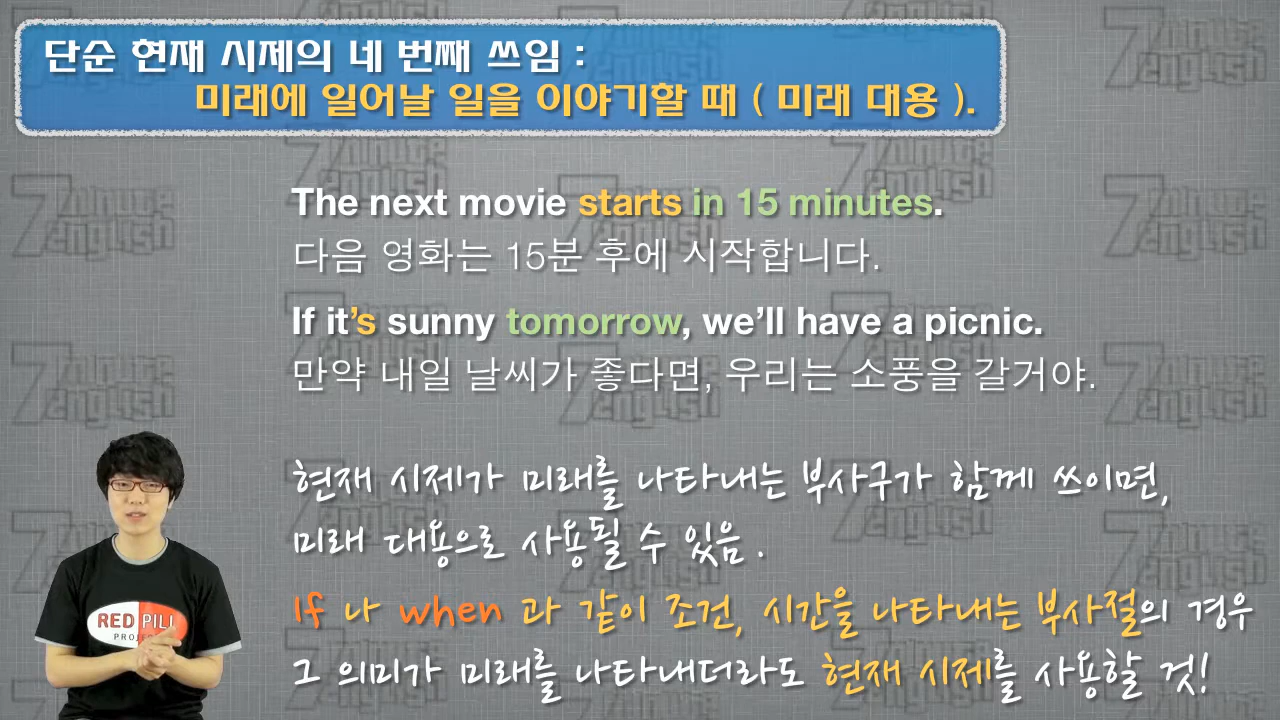 단순 현재 시제의 네 번째 쓰임 :
미래에 일어날 일을 이야기할 때 ( 미래 대용 ).
The next movie starts in 15 minutes.
다음 영화는 15분 후에 시작합니다.
If it's sunny tomorrow, we'll have a picnic.
만약 내일 날씨가 좋다면, 우리는 소풍을 갈거야.
현재 시제가 미래를 나타내는 부사구가 함께 쓰이면,
미래 대용으로 사용될 수 있음 .
If 나 when 과 같이 조건, 시간을 나타내는 부사절의 경우
그 의미가 미래를 나타내더라도 현재 시제를 사용할 것!
RED PILL
PROJECT
7 minute english